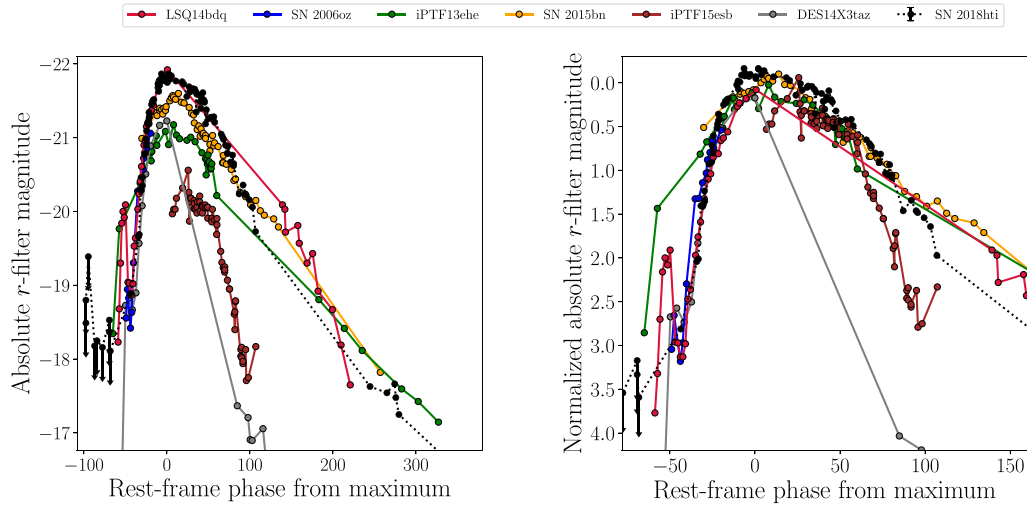 LSQ14bdq SN 2006oz iPTF13ehe SN 2015bn iPTF15esb DES14X3taz SN 2018hti
Absolute r-filter magnitude
−22
−21
−20
−19
−18
−17
−100 0 100 200 300
Rest-frame phase from maximum
Normalized absolute r-filter magnitude
0.0
0.5
1.0
1.5
2.0
2.5
3.0
3.5
4.0
−50 0 50 100 150
Rest-frame phase from maximum